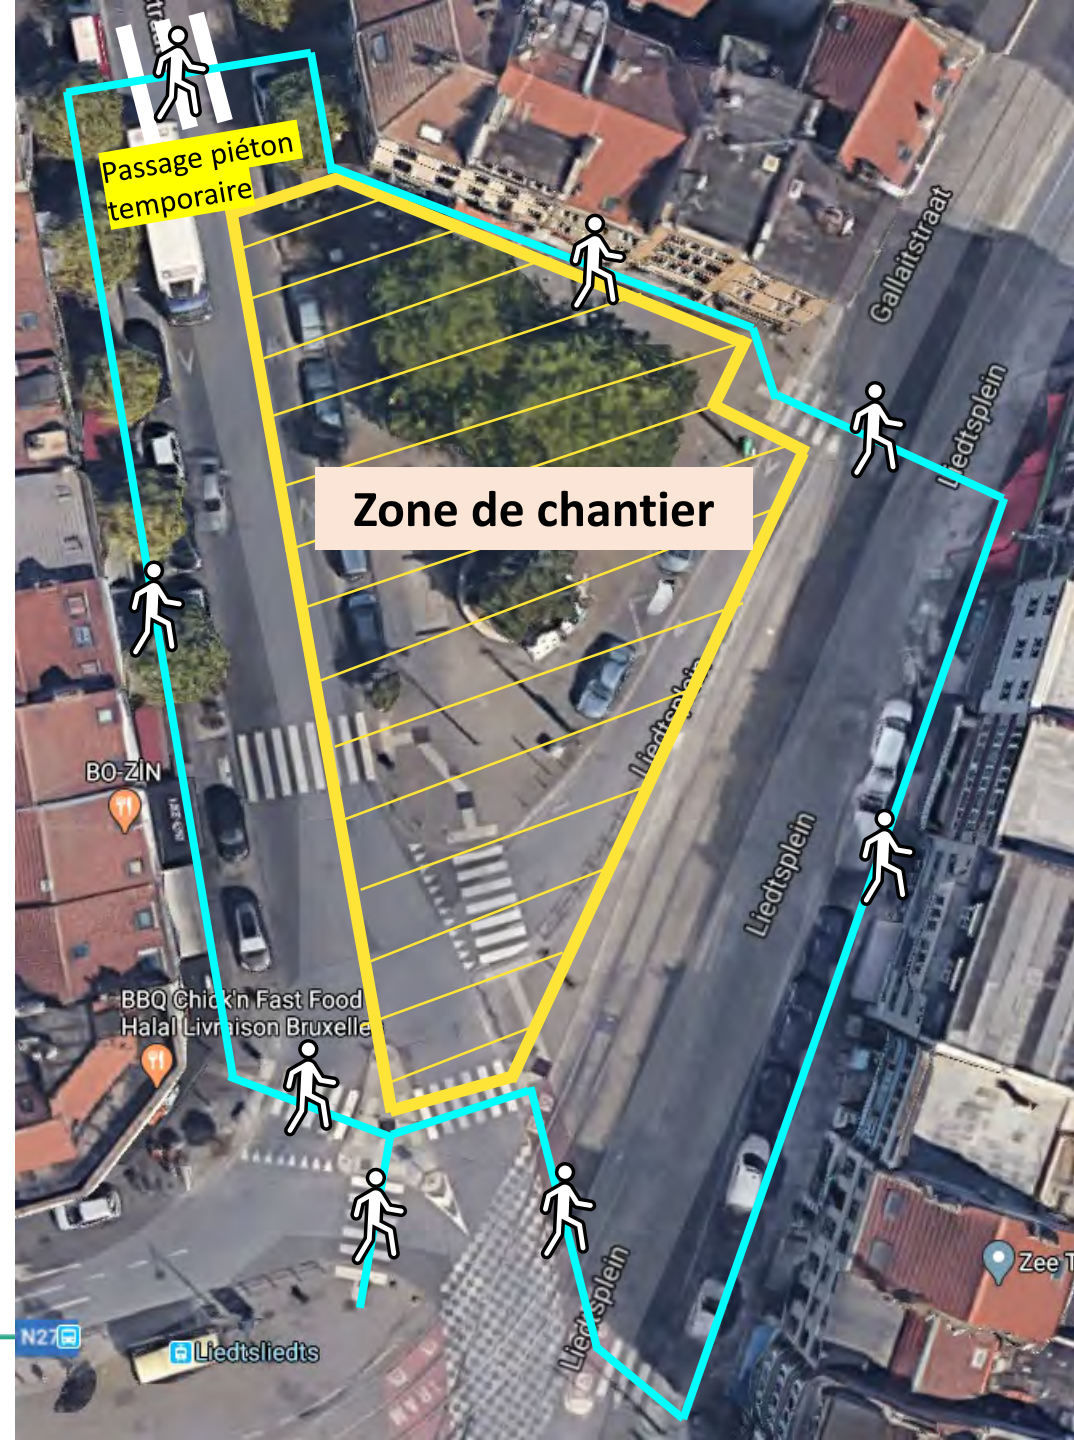 Passage piéton
temporaire
Gallaitstraat
Liedtsplein
Zone de chantier
Liedtsplein
BO-ZİN
Liedtsplein
BBQ Chick'n Fast Food
Halal Livraison Bruxelle
Liedtsplein
Zee T
N27
Liedtsliedts